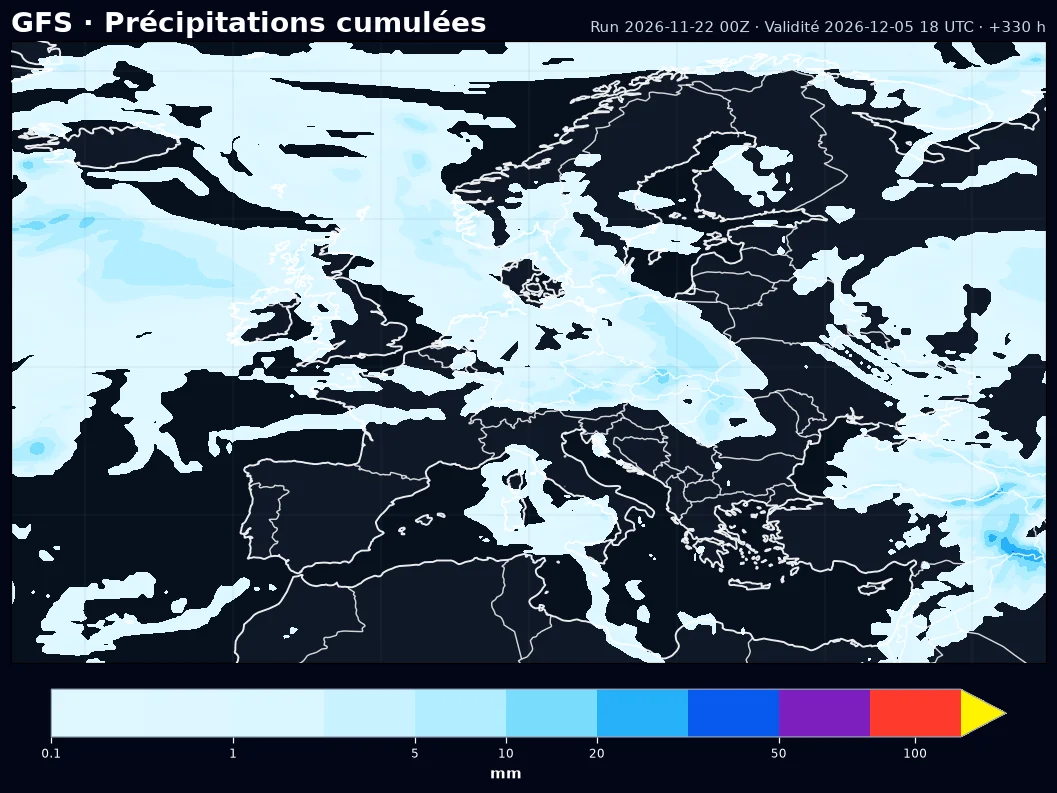 GFS · Précipitations cumulées
Run 2026-11-22 00Z · Validité 2026-12-05 18 UTC · +330 h
0.1 1 5 10 20 50 100
mm